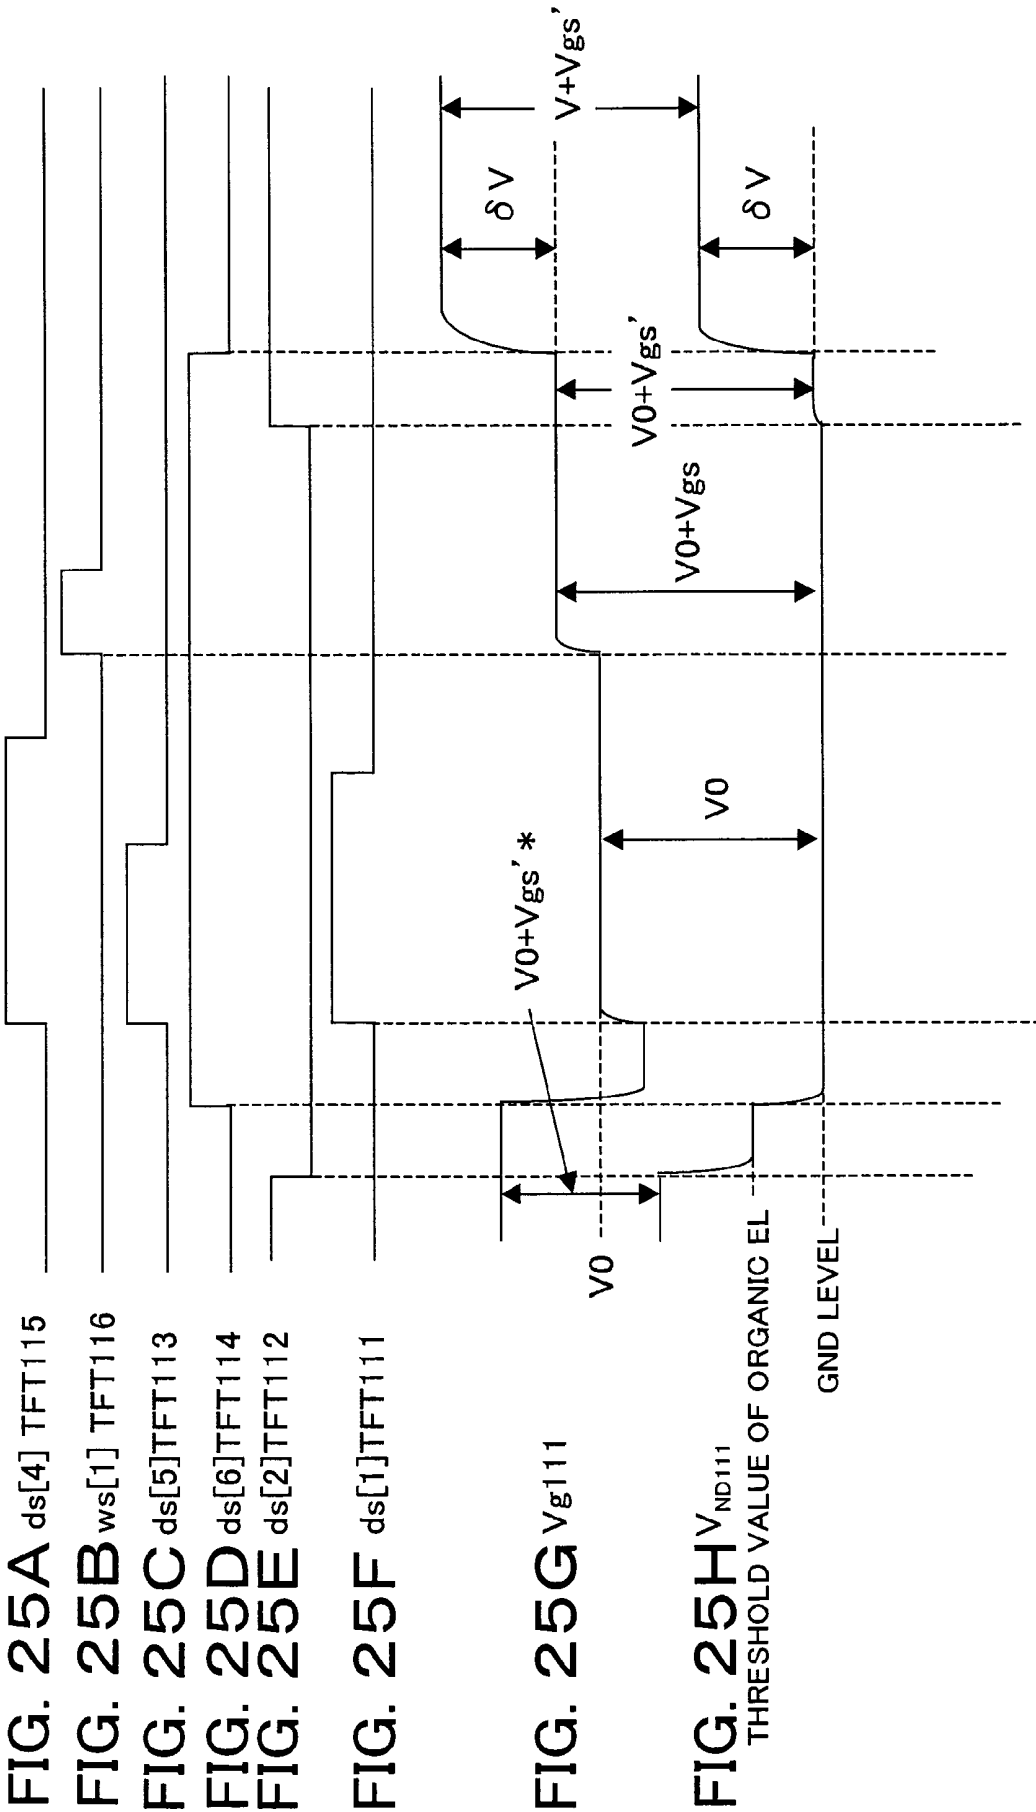 FIG. 25A ds[4] TFT115
FIG. 25B ws[1] TFT116
FIG. 25C ds[5]TFT113
FIG. 25D ds[6]TFT114
FIG. 25E ds[2]TFT112
FIG. 25F ds[1]TFT111
FIG. 25G Vg111
FIG. 25H VND111
THRESHOLD VALUE OF ORGANIC EL
GND LEVEL
V0
V0+Vgs'*
V0
V0+Vgs
V0+Vgs'
δV
δV
V+Vgs'